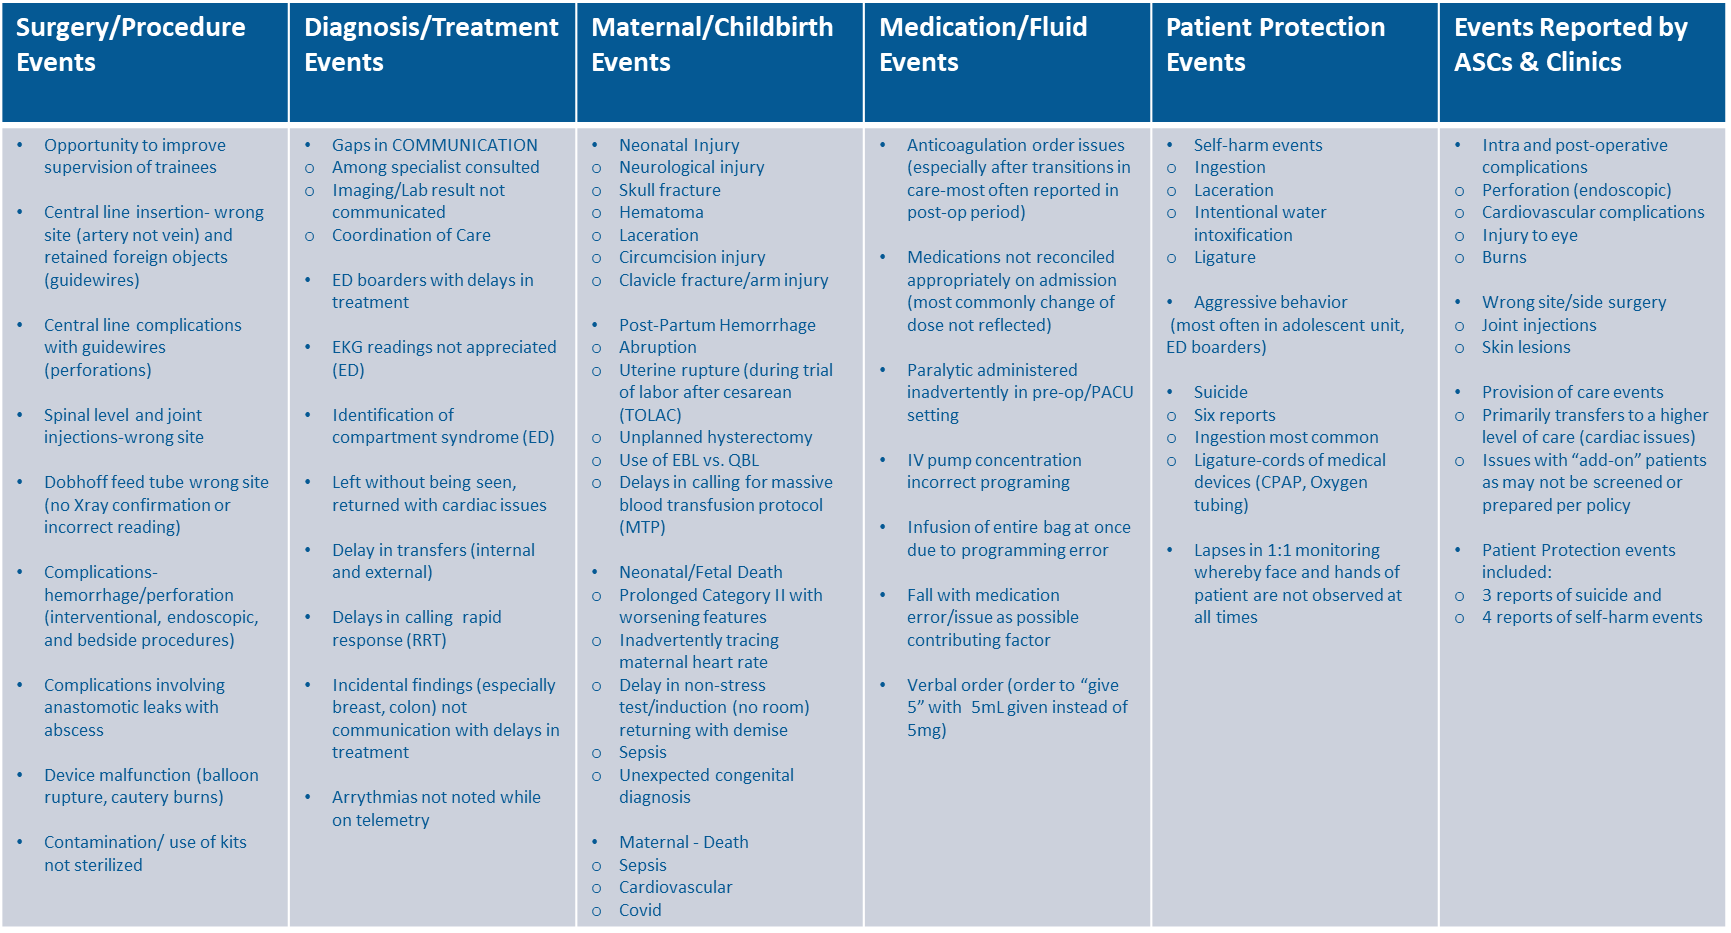 Surgery/Procedure
Events
Diagnosis/Treatment
Events
Maternal/Childbirth
Events
Medication/Fluid
Events
Patient Protection
Events
Events Reported by
ASCs & Clinics
• Opportunity to improve
supervision of trainees
• Central line insertion- wrong
site (artery not vein) and
retained foreign objects
(guidewires)
• Central line complications
with guidewires
(perforations)
• Spinal level and joint
injections-wrong site
• Dobhoff feed tube wrong site
(no Xray confirmation or
incorrect reading)
• Complications-
hemorrhage/perforation
(interventional, endoscopic,
and bedside procedures)
• Complications involving
anastomotic leaks with
abscess
• Device malfunction (balloon
rupture, cautery burns)
• Contamination/ use of kits
not sterilized
• Gaps in COMMUNICATION
o Among specialist consulted
o Imaging/Lab result not
communicated
o Coordination of Care
• ED boarders with delays in
treatment
• EKG readings not appreciated
(ED)
• Identification of
compartment syndrome (ED)
• Left without being seen,
returned with cardiac issues
• Delay in transfers (internal
and external)
• Delays in calling rapid
response (RRT)
• Incidental findings (especially
breast, colon) not
communication with delays in
treatment
• Arrythmias not noted while
on telemetry
• Neonatal Injury
o Neurological injury
o Skull fracture
o Hematoma
o Laceration
o Circumcision injury
o Clavicle fracture/arm injury
• Post-Partum Hemorrhage
o Abruption
o Uterine rupture (during trial
of labor after cesarean
(TOLAC)
o Unplanned hysterectomy
o Use of EBL vs. QBL
o Delays in calling for massive
blood transfusion protocol
(MTP)
• Neonatal/Fetal Death
o Prolonged Category II with
worsening features
o Inadvertently tracing
maternal heart rate
o Delay in non-stress
test/induction (no room)
returning with demise
o Sepsis
o Unexpected congenital
diagnosis
• Maternal - Death
o Sepsis
o Cardiovascular
o Covid
• Anticoagulation order issues
(especially after transitions in
care-most often reported in
post-op period)
• Medications not reconciled
appropriately on admission
(most commonly change of
dose not reflected)
• Paralytic administered
inadvertently in pre-op/PACU
setting
• IV pump concentration
incorrect programing
• Infusion of entire bag at once
due to programming error
• Fall with medication
error/issue as possible
contributing factor
• Verbal order (order to “give
5” with 5mL given instead of
5mg)
• Self-harm events
o Ingestion
o Laceration
o Intentional water
intoxification
o Ligature
• Aggressive behavior
(most often in adolescent unit,
ED boarders)
• Suicide
o Six reports
o Ingestion most common
o Ligature-cords of medical
devices (CPAP, Oxygen
tubing)
• Lapses in 1:1 monitoring
whereby face and hands of
patient are not observed at
all times
• Intra and post-operative
complications
o Perforation (endoscopic)
o Cardiovascular complications
o Injury to eye
o Burns
• Wrong site/side surgery
o Joint injections
o Skin lesions
• Provision of care events
o Primarily transfers to a higher
level of care (cardiac issues)
o Issues with “add-on” patients
as may not be screened or
prepared per policy
• Patient Protection events
included:
o 3 reports of suicide and
o 4 reports of self-harm events